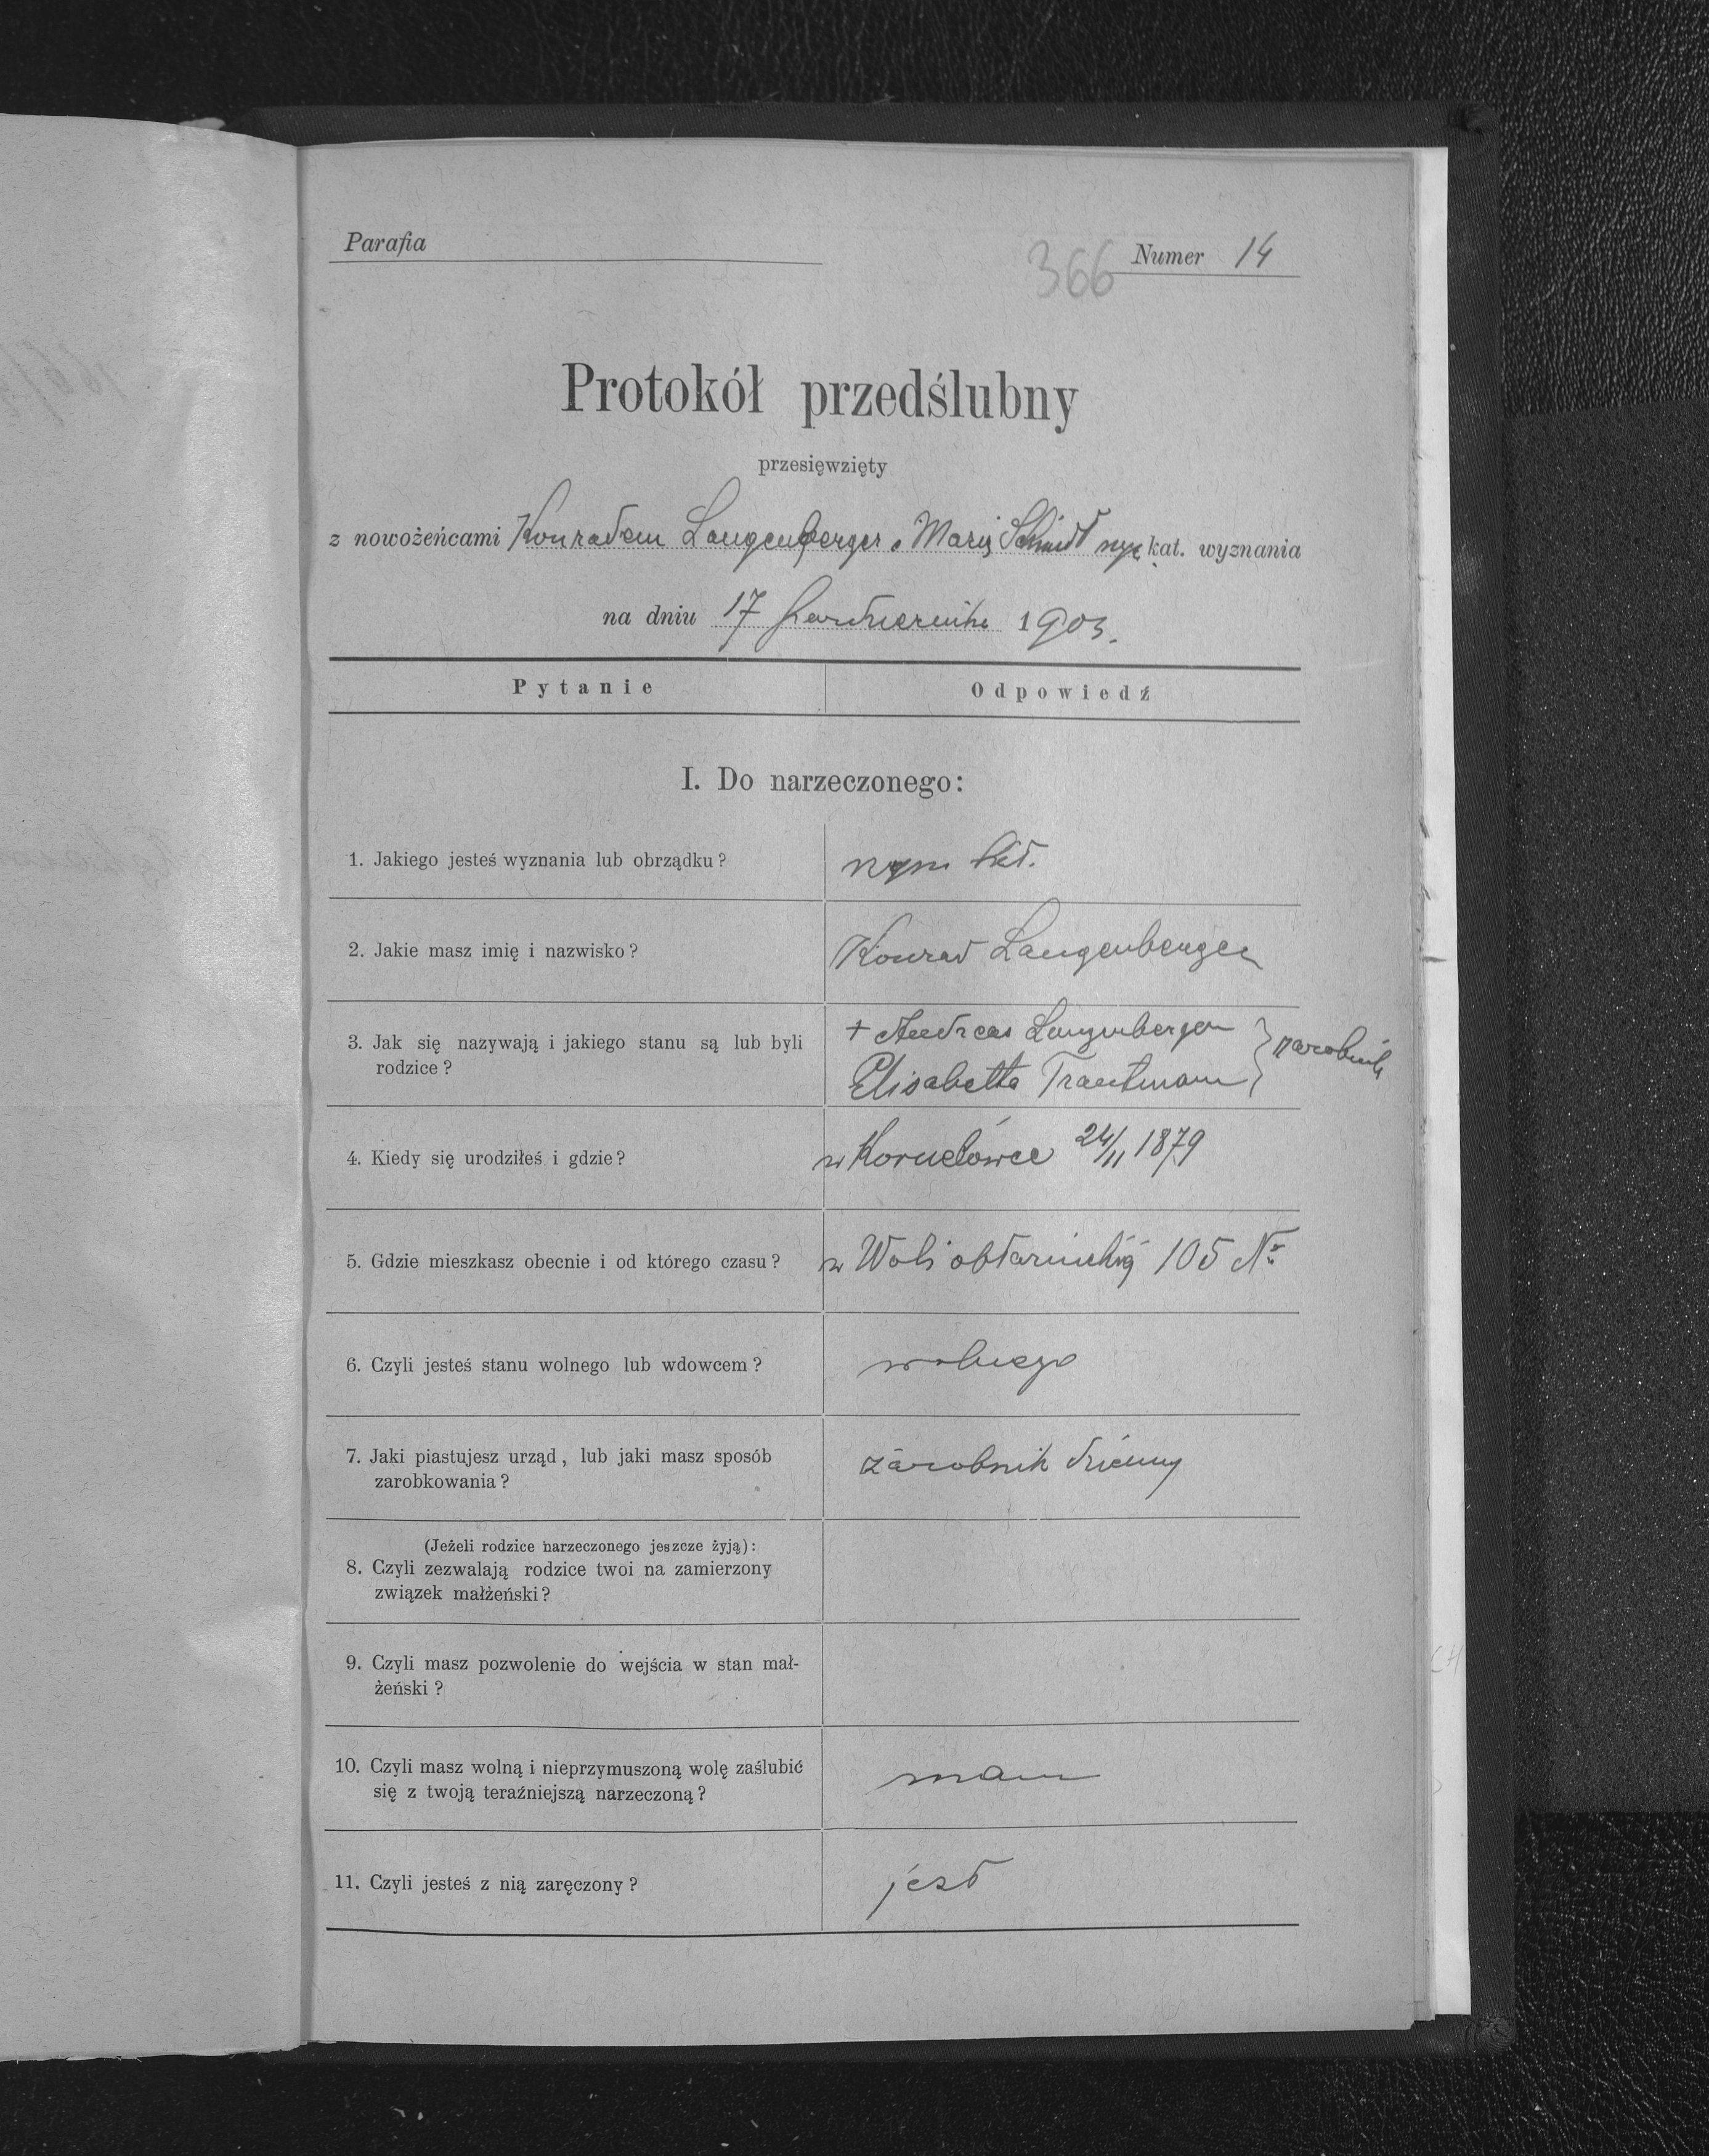 Parafia
366 Numer 14
Protokół przedślubny
przesięwzięty
z nowożeńcami Konradem Langenberger a Marią Schmidt rzym kat. wyznania
na dniu 17 Października 1903.
Pytanie Odpowiedź
I. Do narzeczonego:
1. Jakiego jesteś wyznania lub obrządku? rzym kat.
2. Jakie masz imię i nazwisko? Konrad Langenberger
3. Jak się nazywają i jakiego stanu są lub byli
rodzice?
+ Andreas Langenberger
Elisabetha Trautmann } zarobnik
4. Kiedy się urodziłeś i gdzie? w Kornelówce 24/11 1879
5. Gdzie mieszkasz obecnie i od którego czasu? w Woli 105 Nr
6. Czyli jesteś stanu wolnego lub wdowcem? wolnego
7. Jaki piastujesz urząd, lub jaki masz sposób
zarobkowania?
zarobnik dzienny
(Jeżeli rodzice narzeczonego jeszcze żyją):
8. Czyli zezwalają rodzice twoi na zamierzony
związek małżeński?
9. Czyli masz pozwolenie do wejścia w stan mał-
żeński?
10. Czyli masz wolną i nieprzymuszoną wolę zaślubić
się z twoją teraźniejszą narzeczoną?
mam
11. Czyli jesteś z nią zaręczony? jest